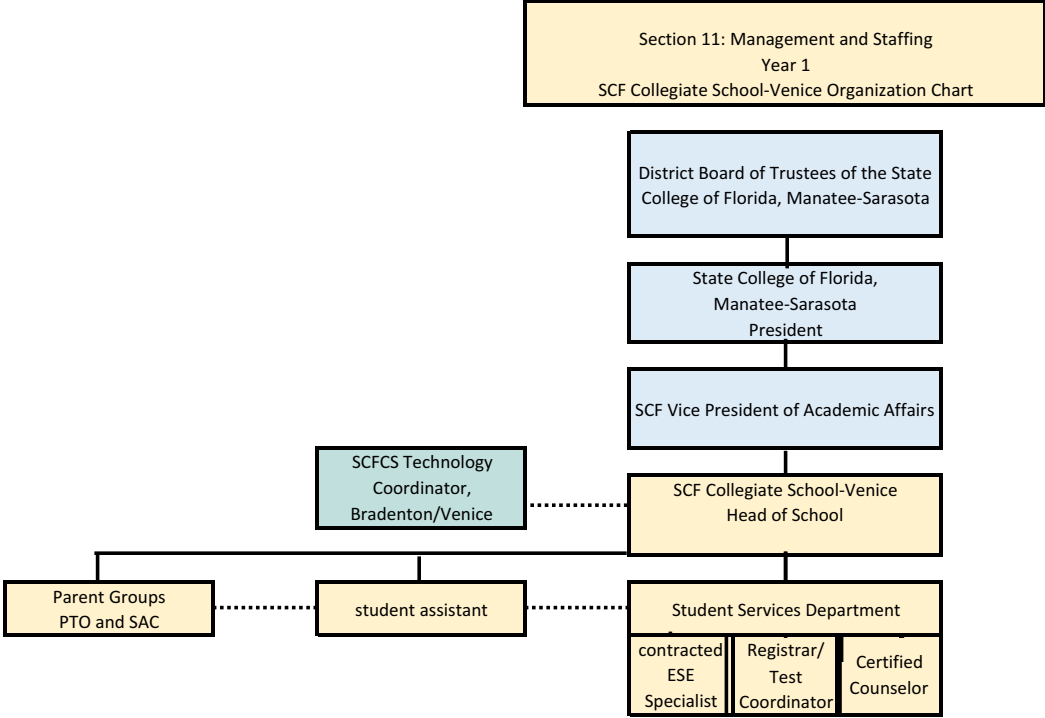 Section 11: Management and Staffing
Year 1
SCF Collegiate School-Venice Organization Chart
District Board of Trustees of the State
College of Florida, Manatee-Sarasota
State College of Florida,
Manatee-Sarasota
President
SCF Vice President of Academic Affairs
SCFCS Technology
Coordinator,
Bradenton/Venice
SCF Collegiate School-Venice
Head of School
Parent Groups
PTO and SAC
student assistant
Student Services Department
contracted
ESE
Specialist
Registrar/
Test
Coordinator
Certified
Counselor